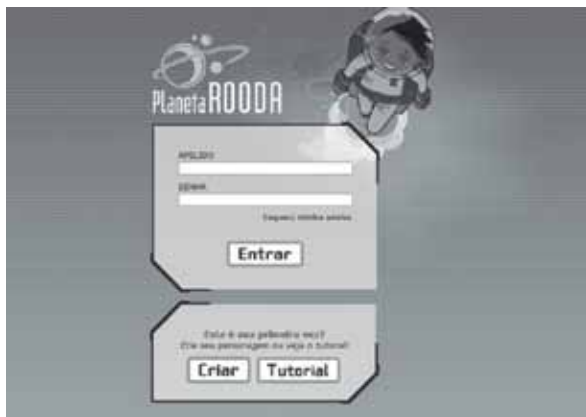 Planeta ROODA
APELIDO
SENHA
Esqueci minha senha
Entrar
Esta é sua primeira vez?
Crie seu personagem ou veja o tutorial!
Criar Tutorial